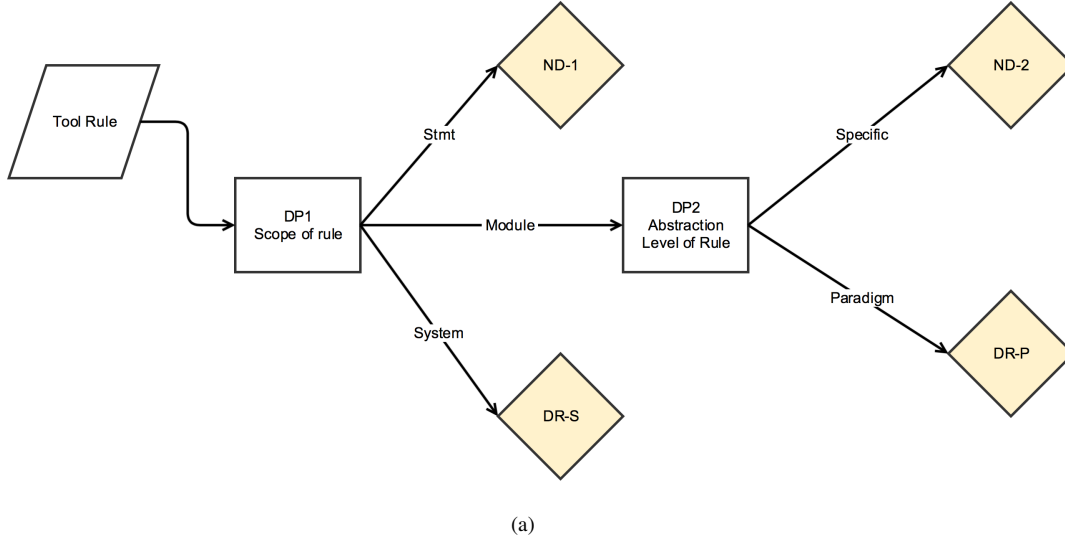 Tool Rule
DP1
Scope of rule
Stmt
Module
System
ND-1
DR-S
DP2
Abstraction
Level of Rule
Specific
Paradigm
ND-2
DR-P
(a)